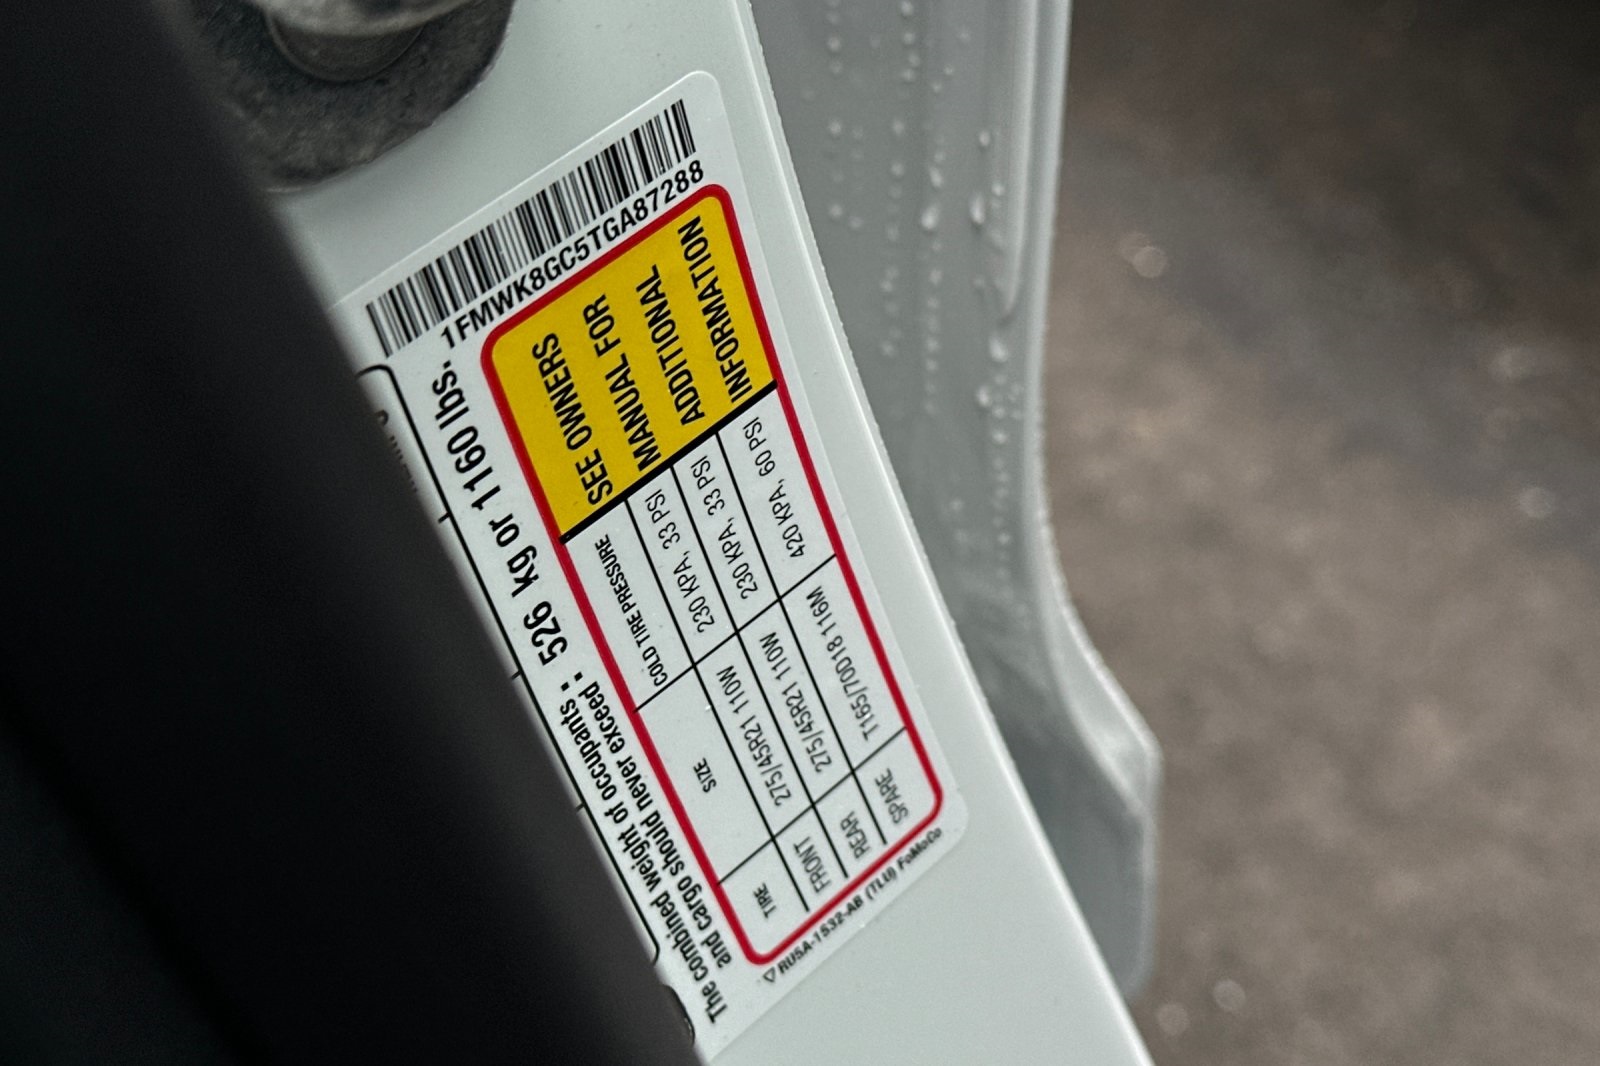 The combined weight of occupants : 526 kg or 1160 lbs.
and cargo should never exceed :
1FMWK8GC5TGA87288
TIRE SIZE COLD TIRE PRESSURE
FRONT 275/45R21 110W 230 KPA, 33 PSI
REAR 275/45R21 110W 230 KPA, 33 PSI
SPARE T165/70D18 116M 420 KPA, 60 PSI
SEE OWNERS
MANUAL FOR
ADDITIONAL
INFORMATION
RU5A-1532-AB (TLU) FoMoCo